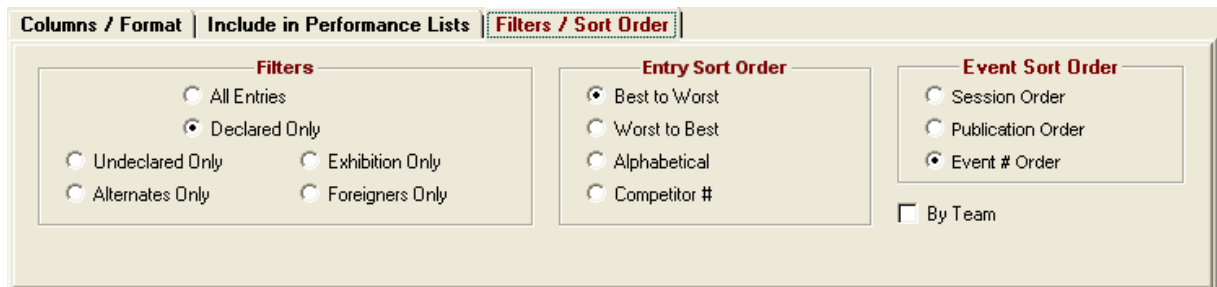 Columns / Format
Include in Performance Lists
Filters / Sort Order
Filters
All Entries
Declared Only
Undeclared Only
Exhibition Only
Alternates Only
Foreigners Only
Entry Sort Order
Best to Worst
Worst to Best
Alphabetical
Competitor #
Event Sort Order
Session Order
Publication Order
Event # Order
By Team